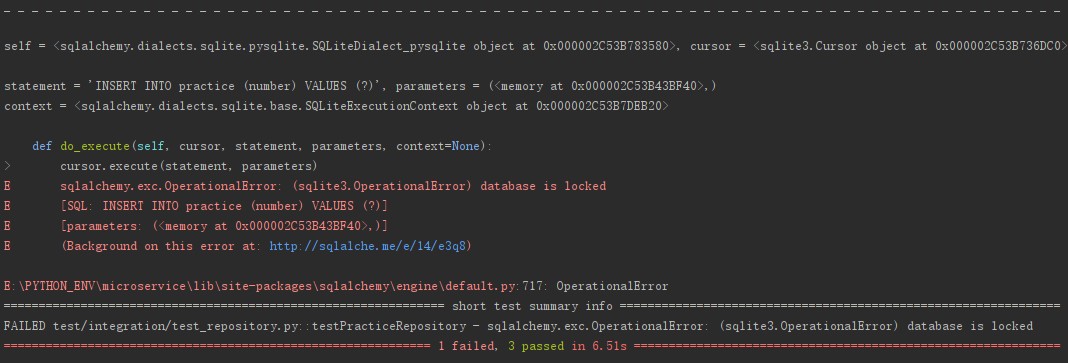 - - - - - - - - - - - - - - - - - - - - - - - - - - - - - - - - - - - - - - - - - - - - - - - - - - - - - - - - - - - - - - - - - - - - - - - - - - - -
self = <sqlalchemy.dialects.sqlite.pysqlite.SQLiteDialect_pysqlite object at 0x000002C53B783580>, cursor = <sqlite3.Cursor object at 0x000002C53B736DC0>
statement = 'INSERT INTO practice (number) VALUES (?)', parameters = (<memory at 0x000002C53B43BF40>,)
context = <sqlalchemy.dialects.sqlite.base.SQLiteExecutionContext object at 0x000002C53B7DEB20>
def do_execute(self, cursor, statement, parameters, context=None):
> cursor.execute(statement, parameters)
E sqlalchemy.exc.OperationalError: (sqlite3.OperationalError) database is locked
E [SQL: INSERT INTO practice (number) VALUES (?)]
E [parameters: (<memory at 0x000002C53B43BF40>,)]
E (Background on this error at: http://sqlalche.me/e/14/e3q8)
E:\PYTHON_ENV\microservice\lib\site-packages\sqlalchemy\engine\default.py:717: OperationalError
=============================================================== short test summary info ===============================================================
FAILED test/integration/test_repository.py::testPracticeRepository - sqlalchemy.exc.OperationalError: (sqlite3.OperationalError) database is locked
============================================================= 1 failed, 3 passed in 6.51s =============================================================